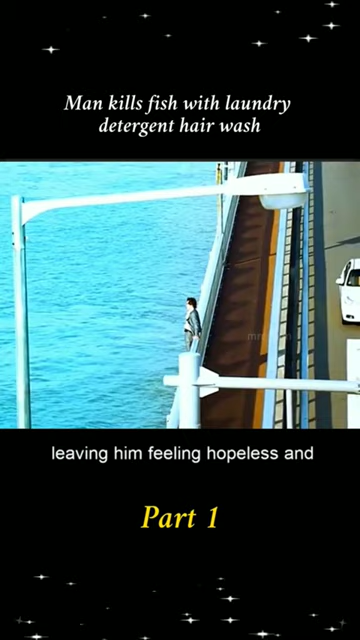 Man kills fish with laundry
detergent hair wash
leaving him feeling hopeless and
Part 1